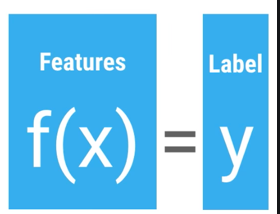 Features
f(x)
=
Label
y